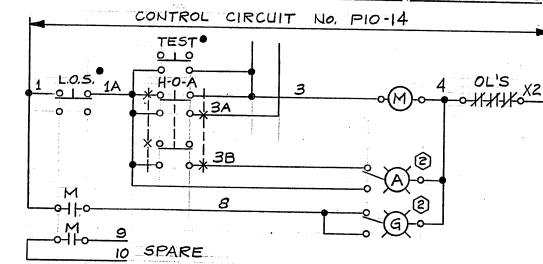 CONTROL CIRCUIT No. P10-14
TEST
L.O.S.
H-O-A
OL'S
1
1A
3
M
4
X2
3A
3B
2
A
M
8
2
G
M
9
10 SPARE